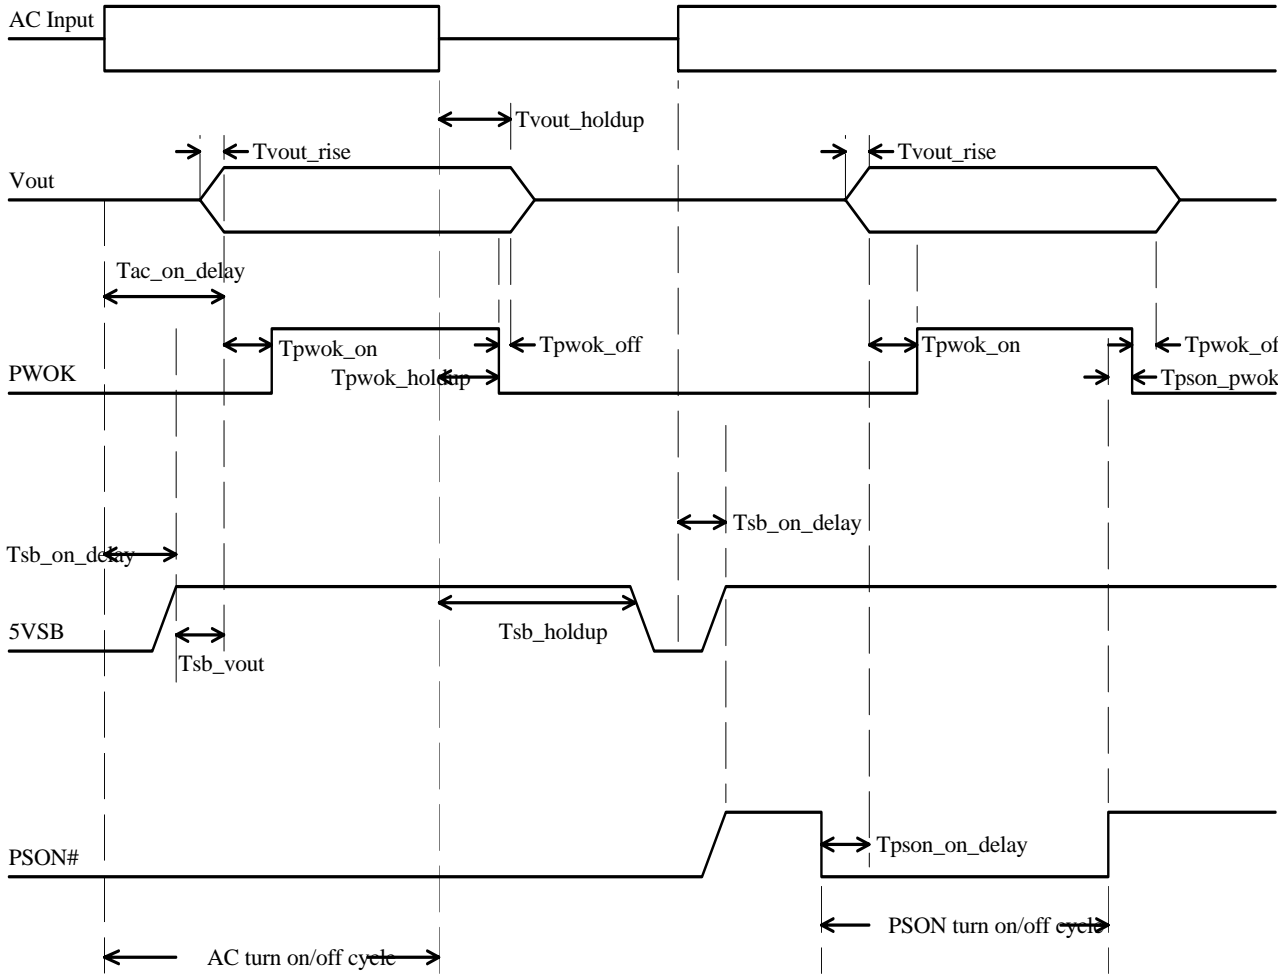 AC Input
Tvout_holdup
Tvout_rise
Tvout_rise
Vout
Tac_on_delay
Tpwok_on
Tpwok_off
Tpwok_on
Tpwok_of
PWOK
Tpwok_holdup
Tpson_pwok
Tsb_on_delay
Tsb_on_delay
5VSB
Tsb_holdup
Tsb_vout
PSON#
Tpson_on_delay
PSON turn on/off cycle
AC turn on/off cycle